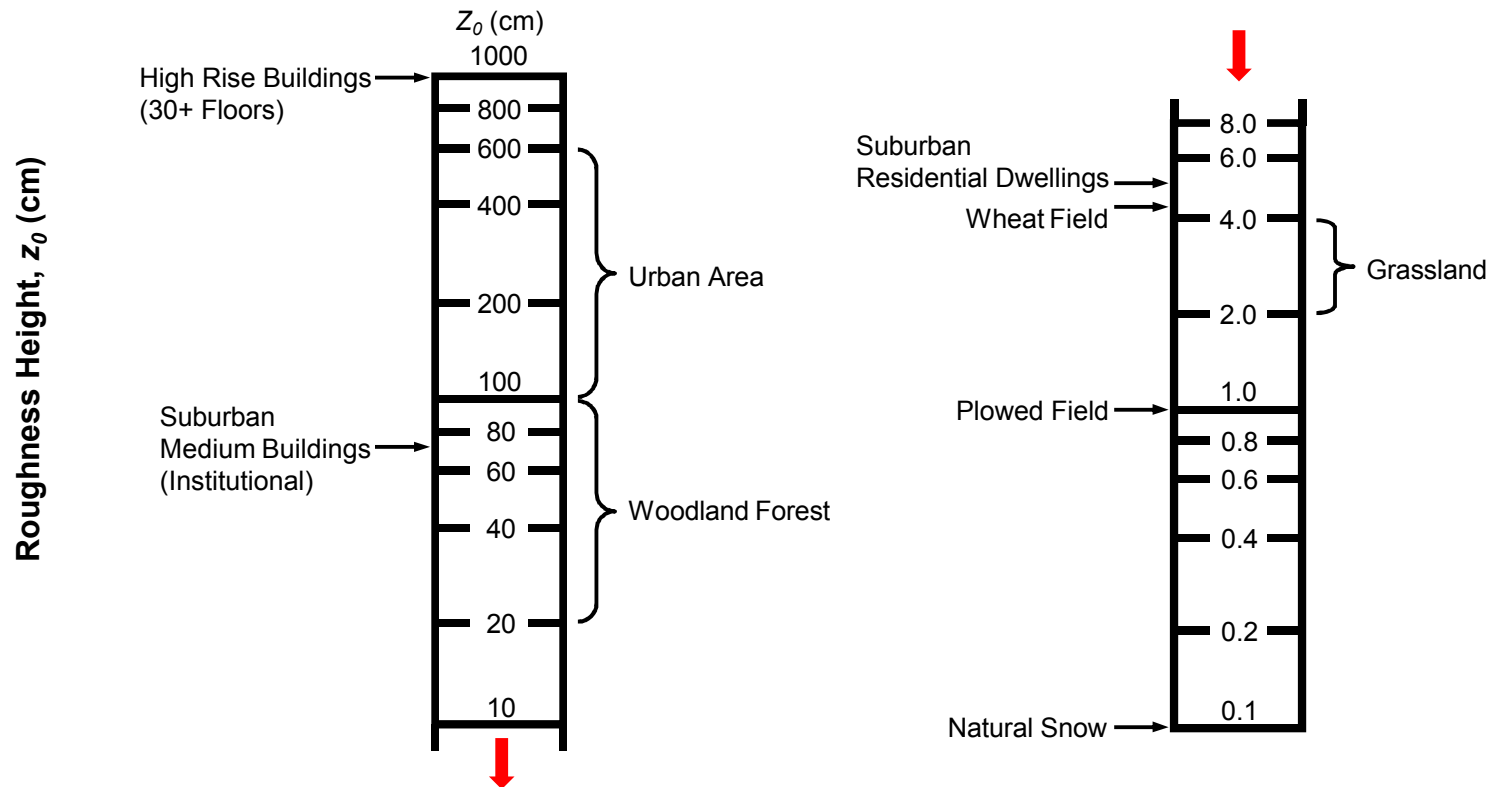 Roughness Height, z0 (cm)
Z0 (cm)
1000
High Rise Buildings
(30+ Floors)
800
600
400
Urban Area
200
100
Suburban
Medium Buildings
(Institutional)
80
60
Woodland Forest
40
20
10
8.0
Suburban
Residential Dwellings
6.0
Wheat Field
4.0
Grassland
2.0
1.0
Plowed Field
0.8
0.6
0.4
0.2
0.1
Natural Snow